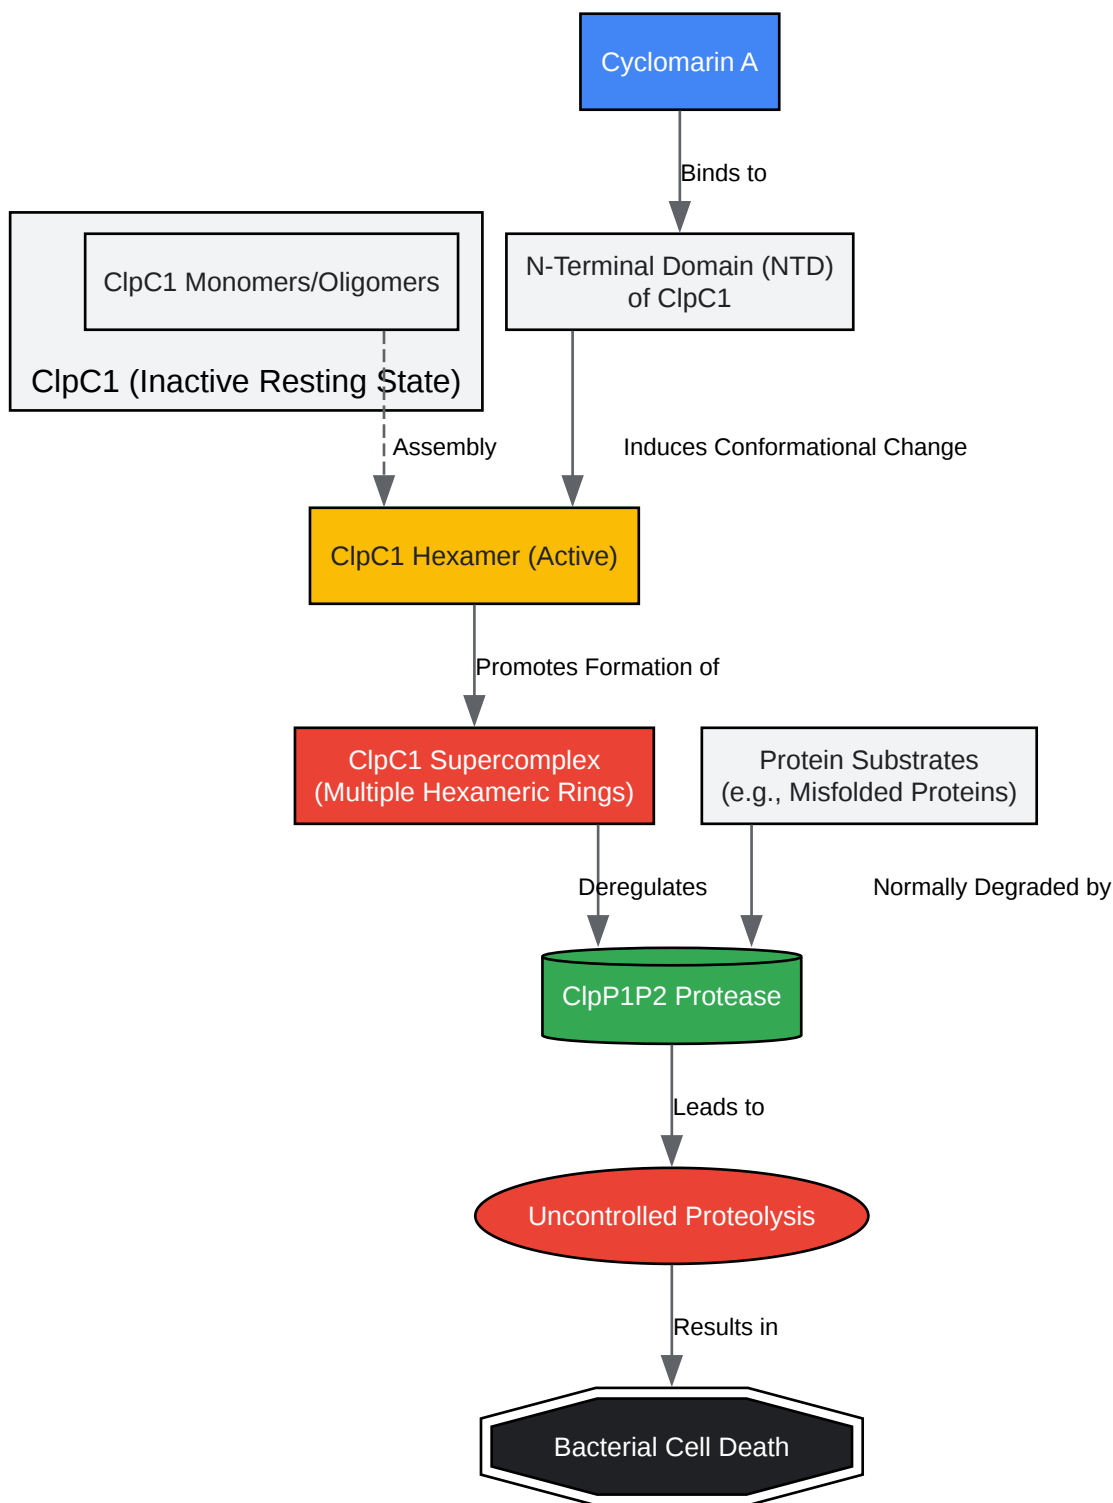 Cyclomarin A
Binds to
ClpC1 Monomers/Oligomers
N-Terminal Domain (NTD)
of ClpC1
ClpC1 (Inactive Resting State)
Assembly
Induces Conformational Change
ClpC1 Hexamer (Active)
Promotes Formation of
ClpC1 Supercomplex
(Multiple Hexameric Rings)
Protein Substrates
(e.g., Misfolded Proteins)
Deregulates
Normally Degraded by
ClpP1P2 Protease
Leads to
Uncontrolled Proteolysis
Results in
Bacterial Cell Death